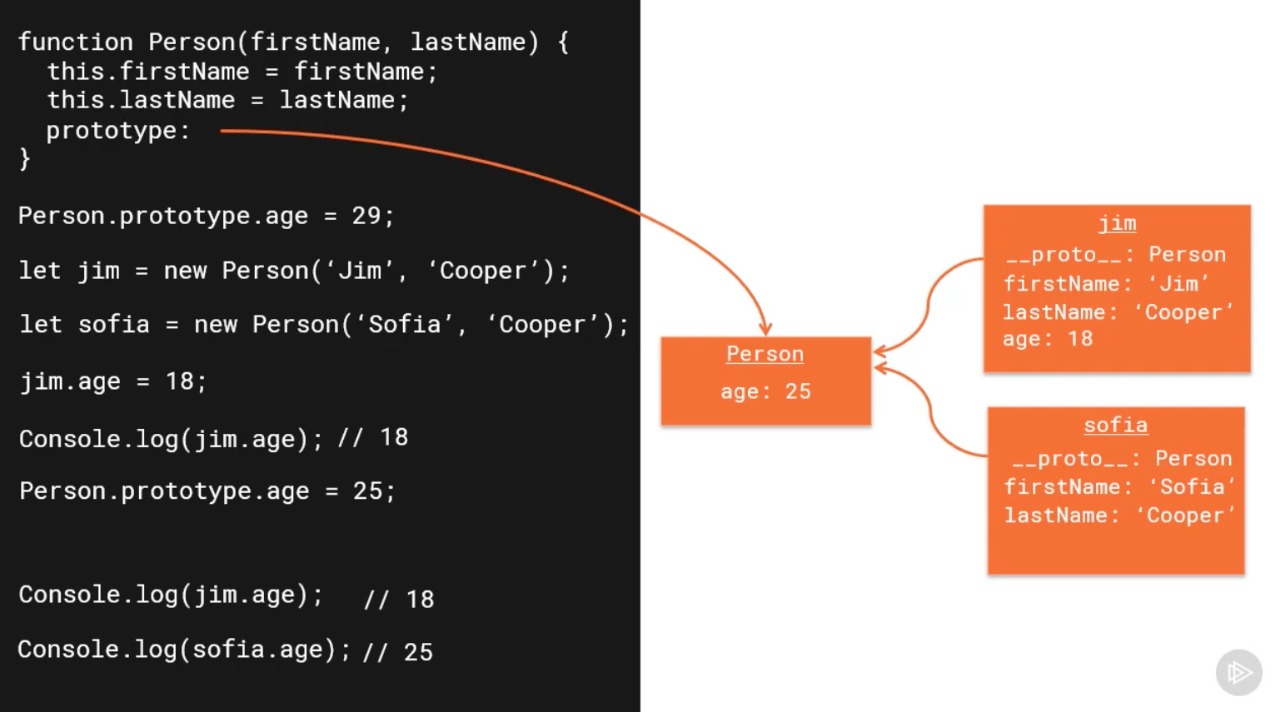 function Person(firstName, lastName) {
this.firstName = firstName;
this.lastName = lastName;
prototype:
}
Person.prototype.age = 29;
let jim = new Person(‘Jim’, ‘Cooper’);
let sofia = new Person(‘Sofia’, ‘Cooper’);
jim.age = 18;
Console.log(jim.age); // 18
Person.prototype.age = 25;
Console.log(jim.age); // 18
Console.log(sofia.age); // 25
Person
age: 25
jim
__proto__: Person
firstName: ‘Jim’
lastName: ‘Cooper’
age: 18
sofia
__proto__: Person
firstName: ‘Sofia’
lastName: ‘Cooper’